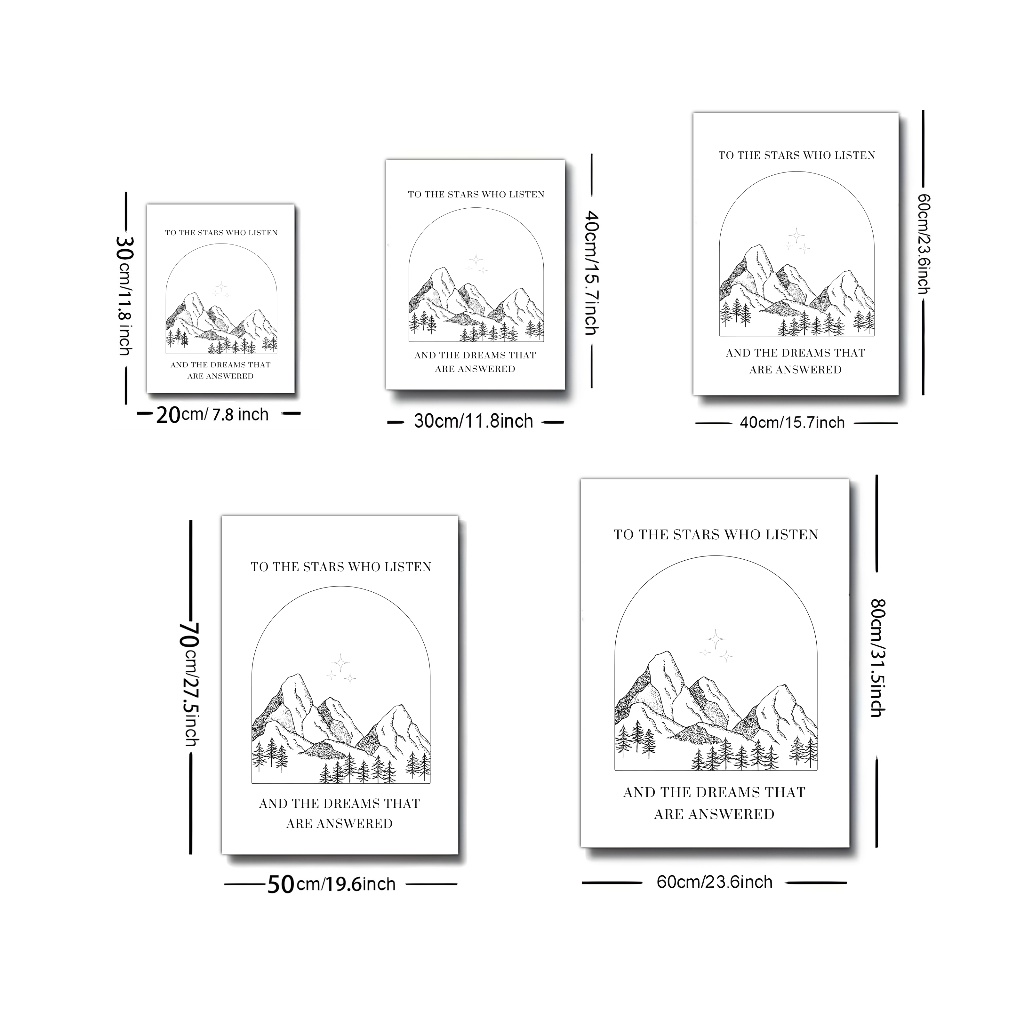 TO THE STARS WHO LISTEN
AND THE DREAMS THAT
ARE ANSWERED
30cm/11.8 inch
20cm/ 7.8 inch
TO THE STARS WHO LISTEN
AND THE DREAMS THAT
ARE ANSWERED
40cm/15.7inch
30cm/11.8inch
TO THE STARS WHO LISTEN
AND THE DREAMS THAT
ARE ANSWERED
60cm/23.6inch
40cm/15.7inch
TO THE STARS WHO LISTEN
AND THE DREAMS THAT
ARE ANSWERED
70cm/27.5inch
50cm/19.6inch
TO THE STARS WHO LISTEN
AND THE DREAMS THAT
ARE ANSWERED
80cm/31.5inch
60cm/23.6inch